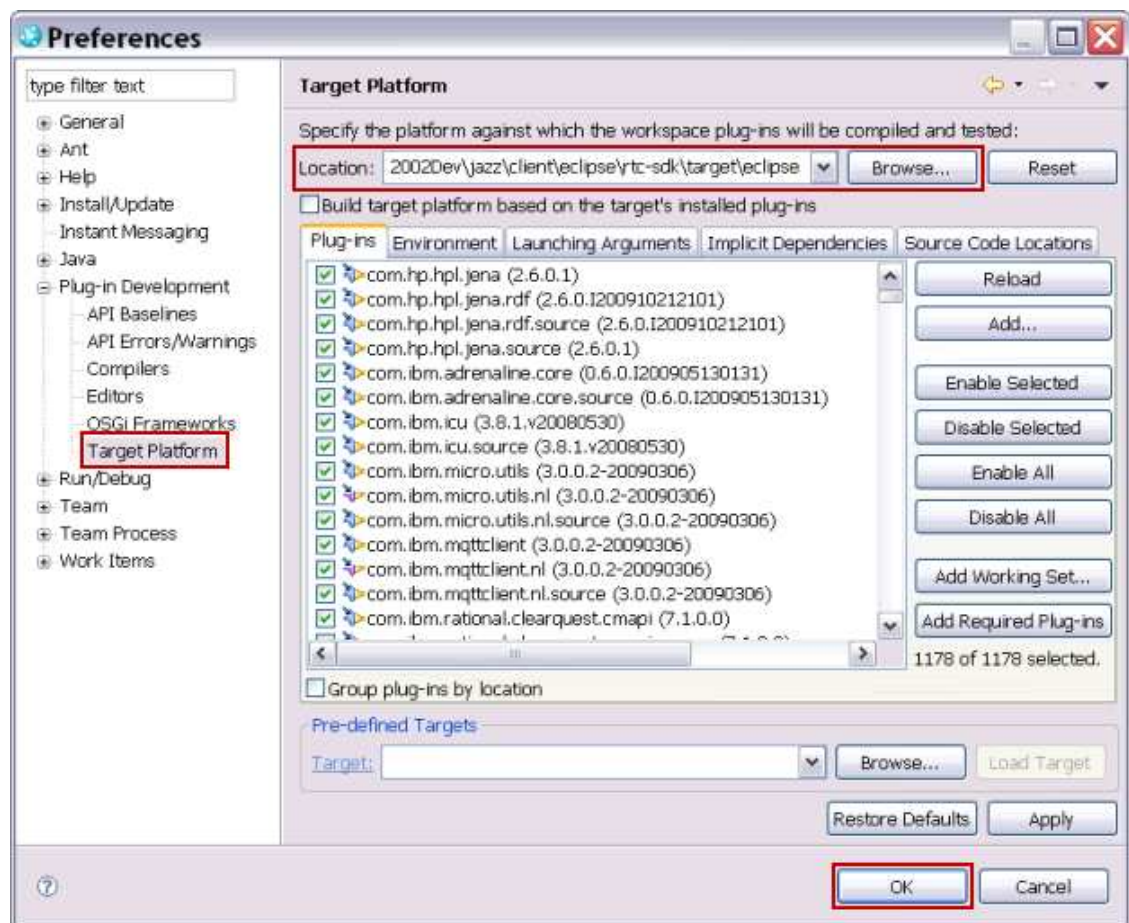 Preferences
type filter text
General
Ant
Help
Install/Update
Instant Messaging
Java
Plug-in Development
API Baselines
API Errors/Warnings
Compilers
Editors
OSGi Frameworks
Target Platform
Run/Debug
Team
Team Process
Work Items
Target Platform
Specify the platform against which the workspace plug-ins will be compiled and tested:
Location: 2002Dev\jazz\client\eclipse\rtc-sdk\target\eclipse Browse... Reset
Build target platform based on the target's installed plug-ins
Plug-ins Environment Launching Arguments Implicit Dependencies Source Code Locations
com.hp.hpl.jena (2.6.0.1)
com.hp.hpl.jena.rdf (2.6.0.I200910212101)
com.hp.hpl.jena.rdf.source (2.6.0.I200910212101)
com.hp.hpl.jena.source (2.6.0.1)
com.ibm.adrenaline.core (0.6.0.I200905130131)
com.ibm.adrenaline.core.source (0.6.0.I200905130131)
com.ibm.icu (3.8.1.v20080530)
com.ibm.icu.source (3.8.1.v20080530)
com.ibm.micro.utils (3.0.0.2-20090306)
com.ibm.micro.utils.nl (3.0.0.2-20090306)
com.ibm.micro.utils.nl.source (3.0.0.2-20090306)
com.ibm.mqttclient (3.0.0.2-20090306)
com.ibm.mqttclient.nl (3.0.0.2-20090306)
com.ibm.mqttclient.nl.source (3.0.0.2-20090306)
com.ibm.rational.clearquest.cmapi (7.1.0.0)
Reload
Add...
Enable Selected
Disable Selected
Enable All
Disable All
Add Working Set...
Add Required Plug-ins
1178 of 1178 selected.
Group plug-ins by location
Pre-defined Targets
Target: Browse... Load Target
Restore Defaults Apply
OK Cancel